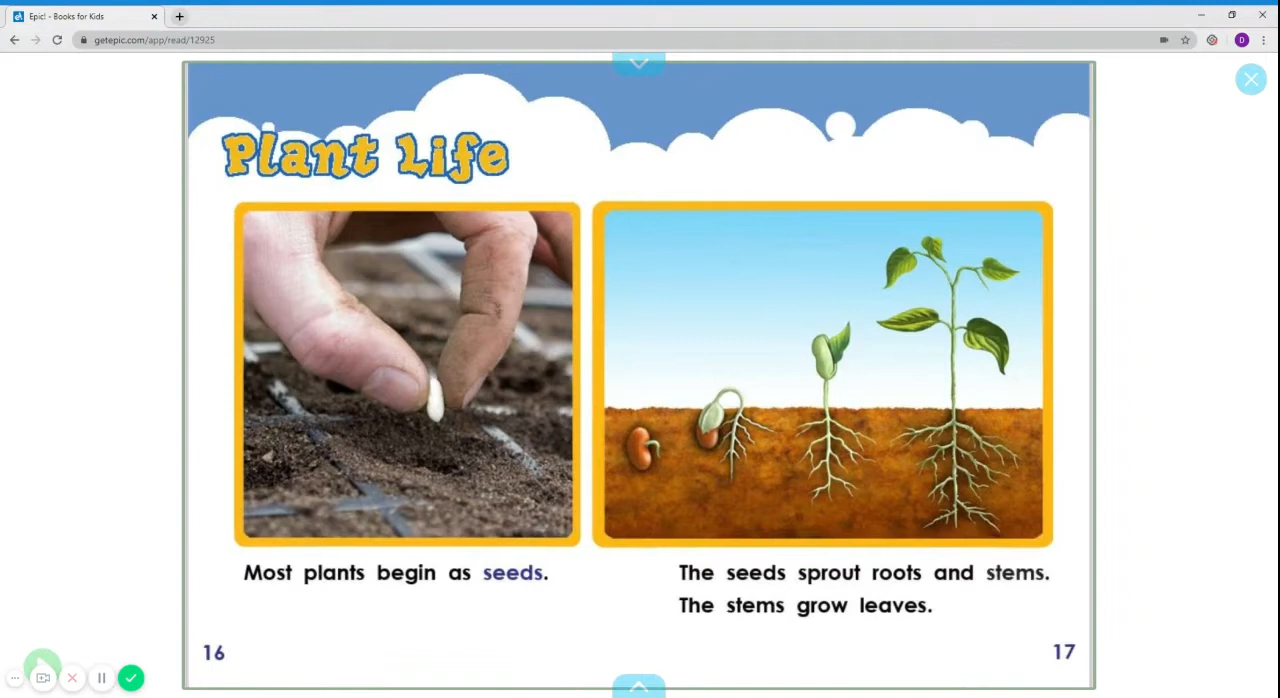 Epic! - Books for Kids
getepic.com/app/read/12925
D
Plant Life
Most plants begin as seeds.
The seeds sprout roots and stems.
The stems grow leaves.
16
17